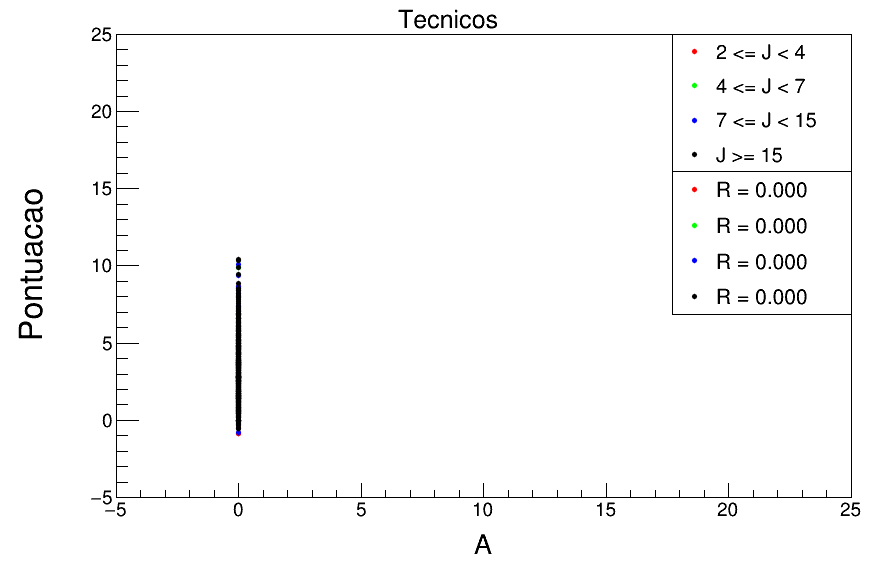 Tecnicos
2 <= J < 4
4 <= J < 7
7 <= J < 15
J >= 15
R = 0.000
R = 0.000
R = 0.000
R = 0.000
Pontuacao
25
20
15
10
5
0
−5
−5 0 5 10 15 20 25
A